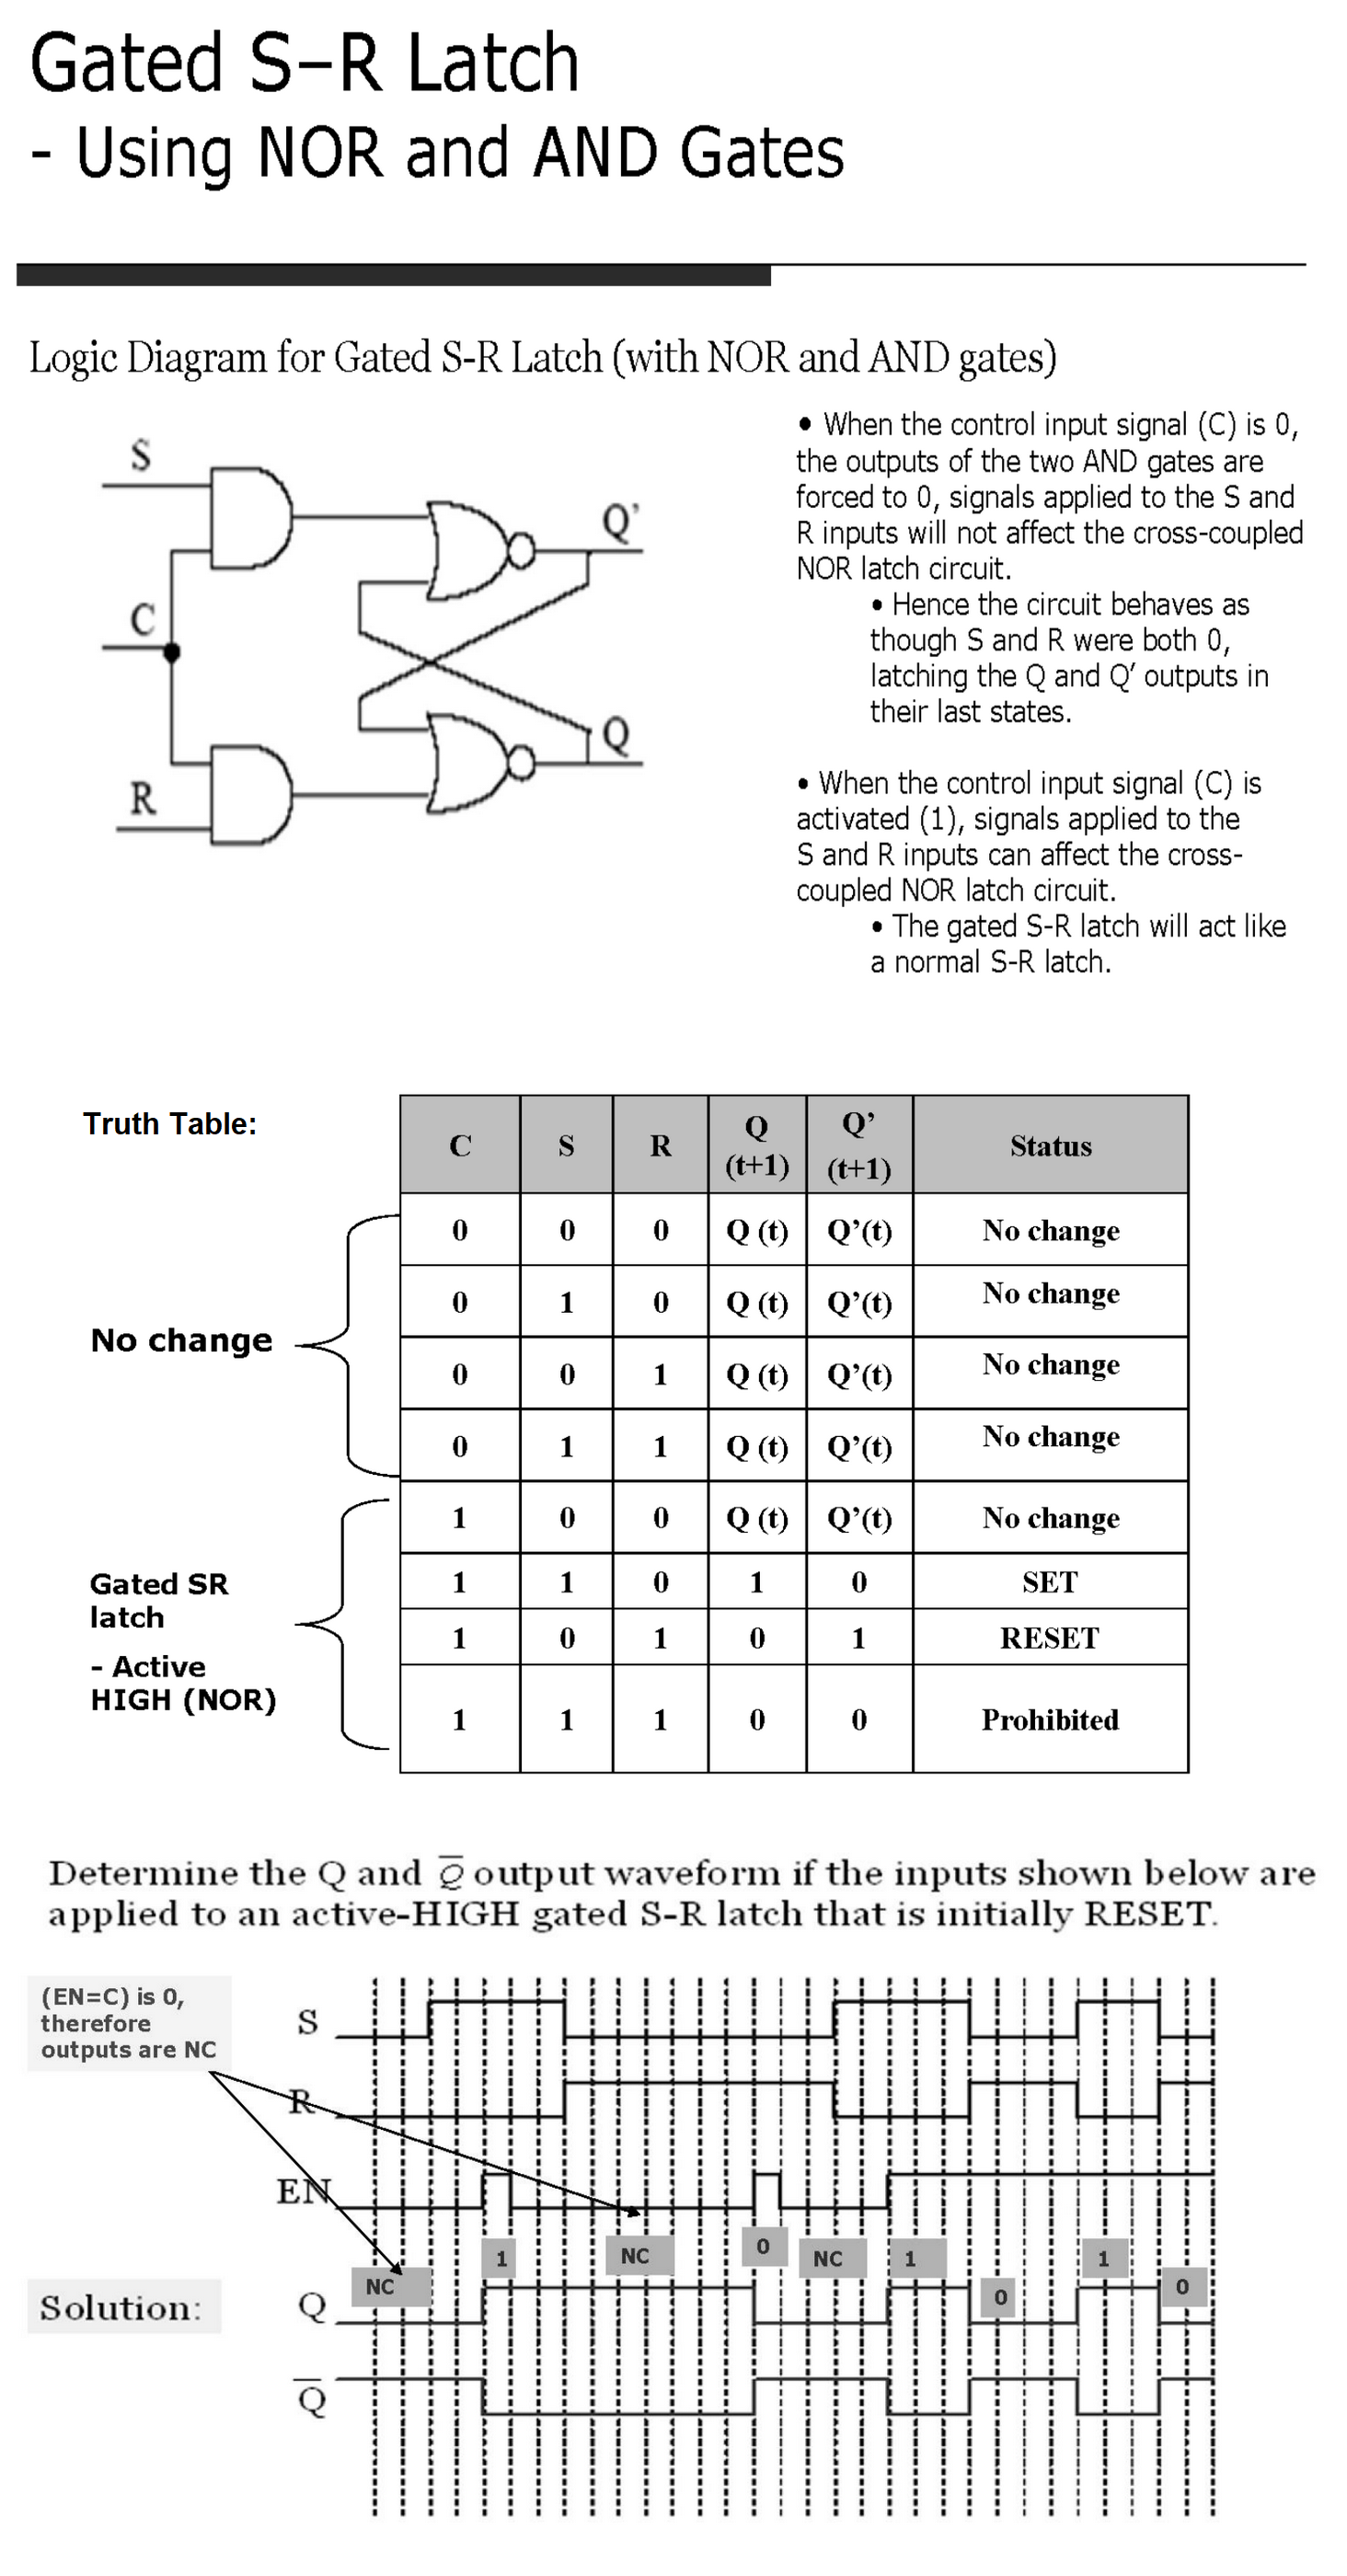 Gated S–R Latch
- Using NOR and AND Gates
Logic Diagram for Gated S-R Latch (with NOR and AND gates)
S
C
R
Q'
Q
• When the control input signal (C) is 0,
the outputs of the two AND gates are
forced to 0, signals applied to the S and
R inputs will not affect the cross-coupled
NOR latch circuit.
• Hence the circuit behaves as
though S and R were both 0,
latching the Q and Q' outputs in
their last states.
• When the control input signal (C) is
activated (1), signals applied to the
S and R inputs can affect the cross-
coupled NOR latch circuit.
• The gated S-R latch will act like
a normal S-R latch.
Truth Table:
C S R Q (t+1) Q' (t+1) Status
0 0 0 Q (t) Q'(t) No change
0 1 0 Q (t) Q'(t) No change
0 0 1 Q (t) Q'(t) No change
0 1 1 Q (t) Q'(t) No change
1 0 0 Q (t) Q'(t) No change
1 1 0 1 0 SET
1 0 1 0 1 RESET
1 1 1 0 0 Prohibited
No change
Gated SR
latch
- Active
HIGH (NOR)
Determine the Q and Q̅ output waveform if the inputs shown below are
applied to an active-HIGH gated S-R latch that is initially RESET.
(EN=C) is 0,
therefore
outputs are NC
S
R
EN
NC 1 NC 0 NC 1 0 1 0
Solution:
Q
Q̅